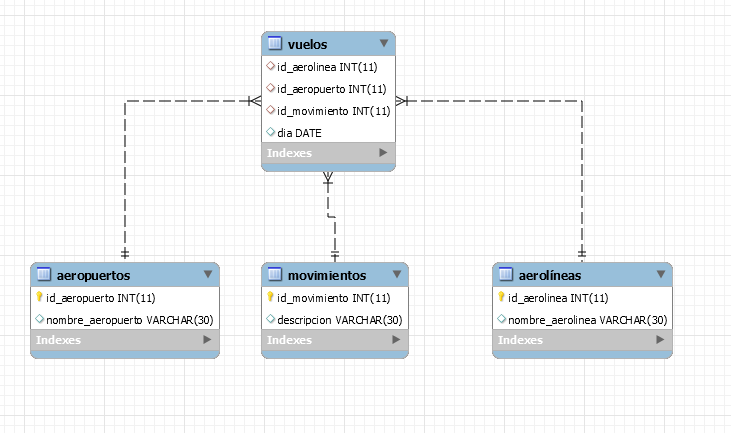 vuelos
id_aerolinea INT(11)
id_aeropuerto INT(11)
id_movimiento INT(11)
dia DATE
Indexes
aeropuertos
id_aeropuerto INT(11)
nombre_aeropuerto VARCHAR(30)
Indexes
movimientos
id_movimiento INT(11)
descripcion VARCHAR(30)
Indexes
aerolíneas
id_aerolinea INT(11)
nombre_aerolinea VARCHAR(30)
Indexes